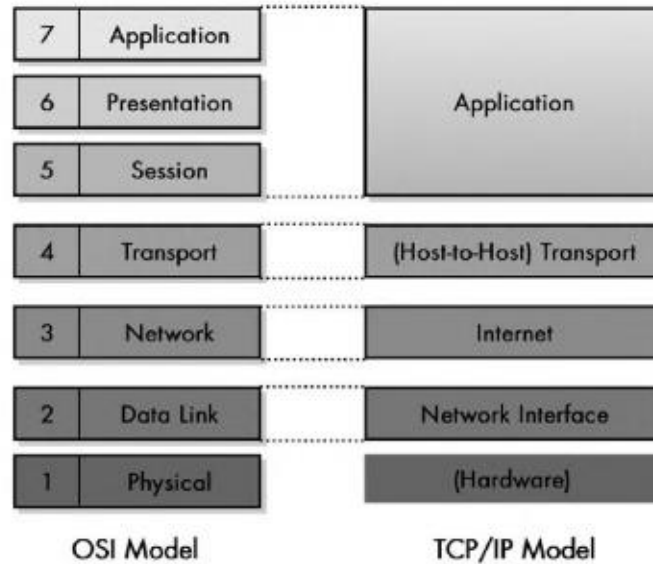 7 Application
6 Presentation
5 Session
Application
4 Transport
(Host-to-Host) Transport
3 Network
Internet
2 Data Link
Network Interface
1 Physical
(Hardware)
OSI Model
TCP/IP Model